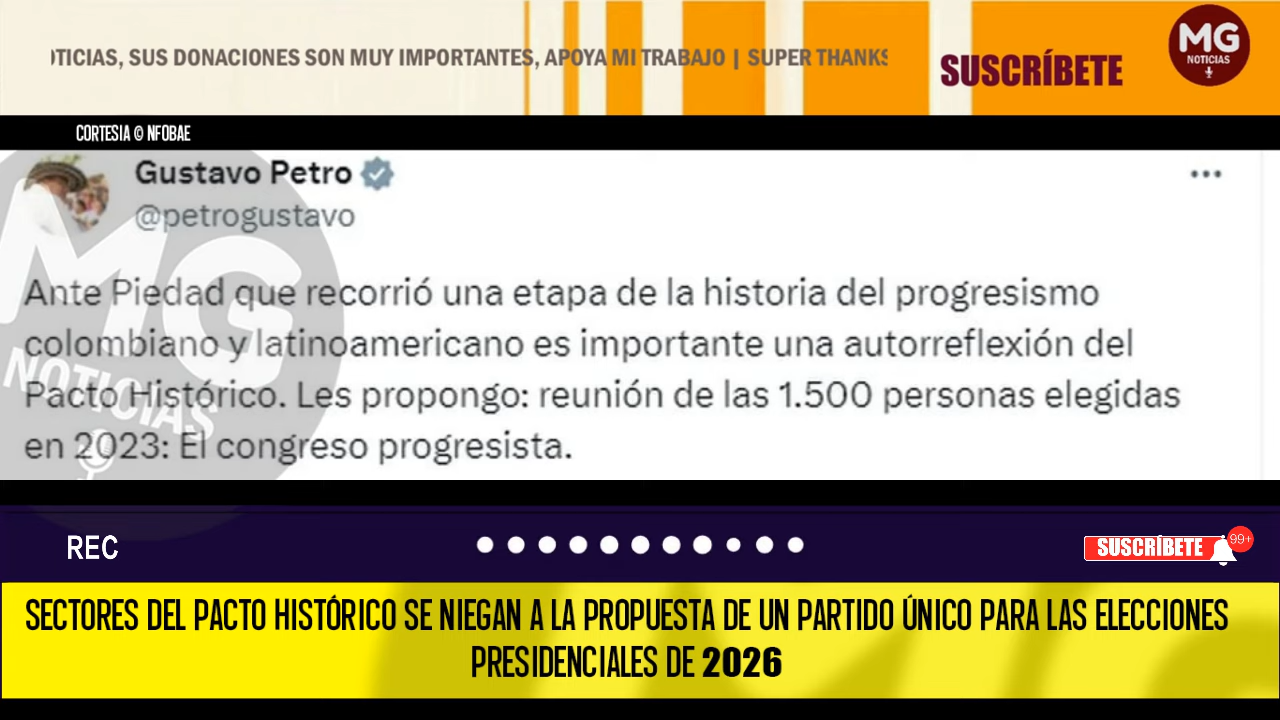 OTICIAS, SUS DONACIONES SON MUY IMPORTANTES, APOYA MI TRABAJO | SUPER THANKS
SUSCRÍBETE
MG
NOTICIAS
CORTESIA © NFOBAE
Gustavo Petro
@petrogustavo
Ante Piedad que recorrió una etapa de la historia del progresismo
colombiano y latinoamericano es importante una autorreflexión del
Pacto Histórico. Les propongo: reunión de las 1.500 personas elegidas
en 2023: El congreso progresista.
MG
NOTICIAS
REC
SUSCRÍBETE
99+
SECTORES DEL PACTO HISTÓRICO SE NIEGAN A LA PROPUESTA DE UN PARTIDO ÚNICO PARA LAS ELECCIONES
PRESIDENCIALES DE 2026